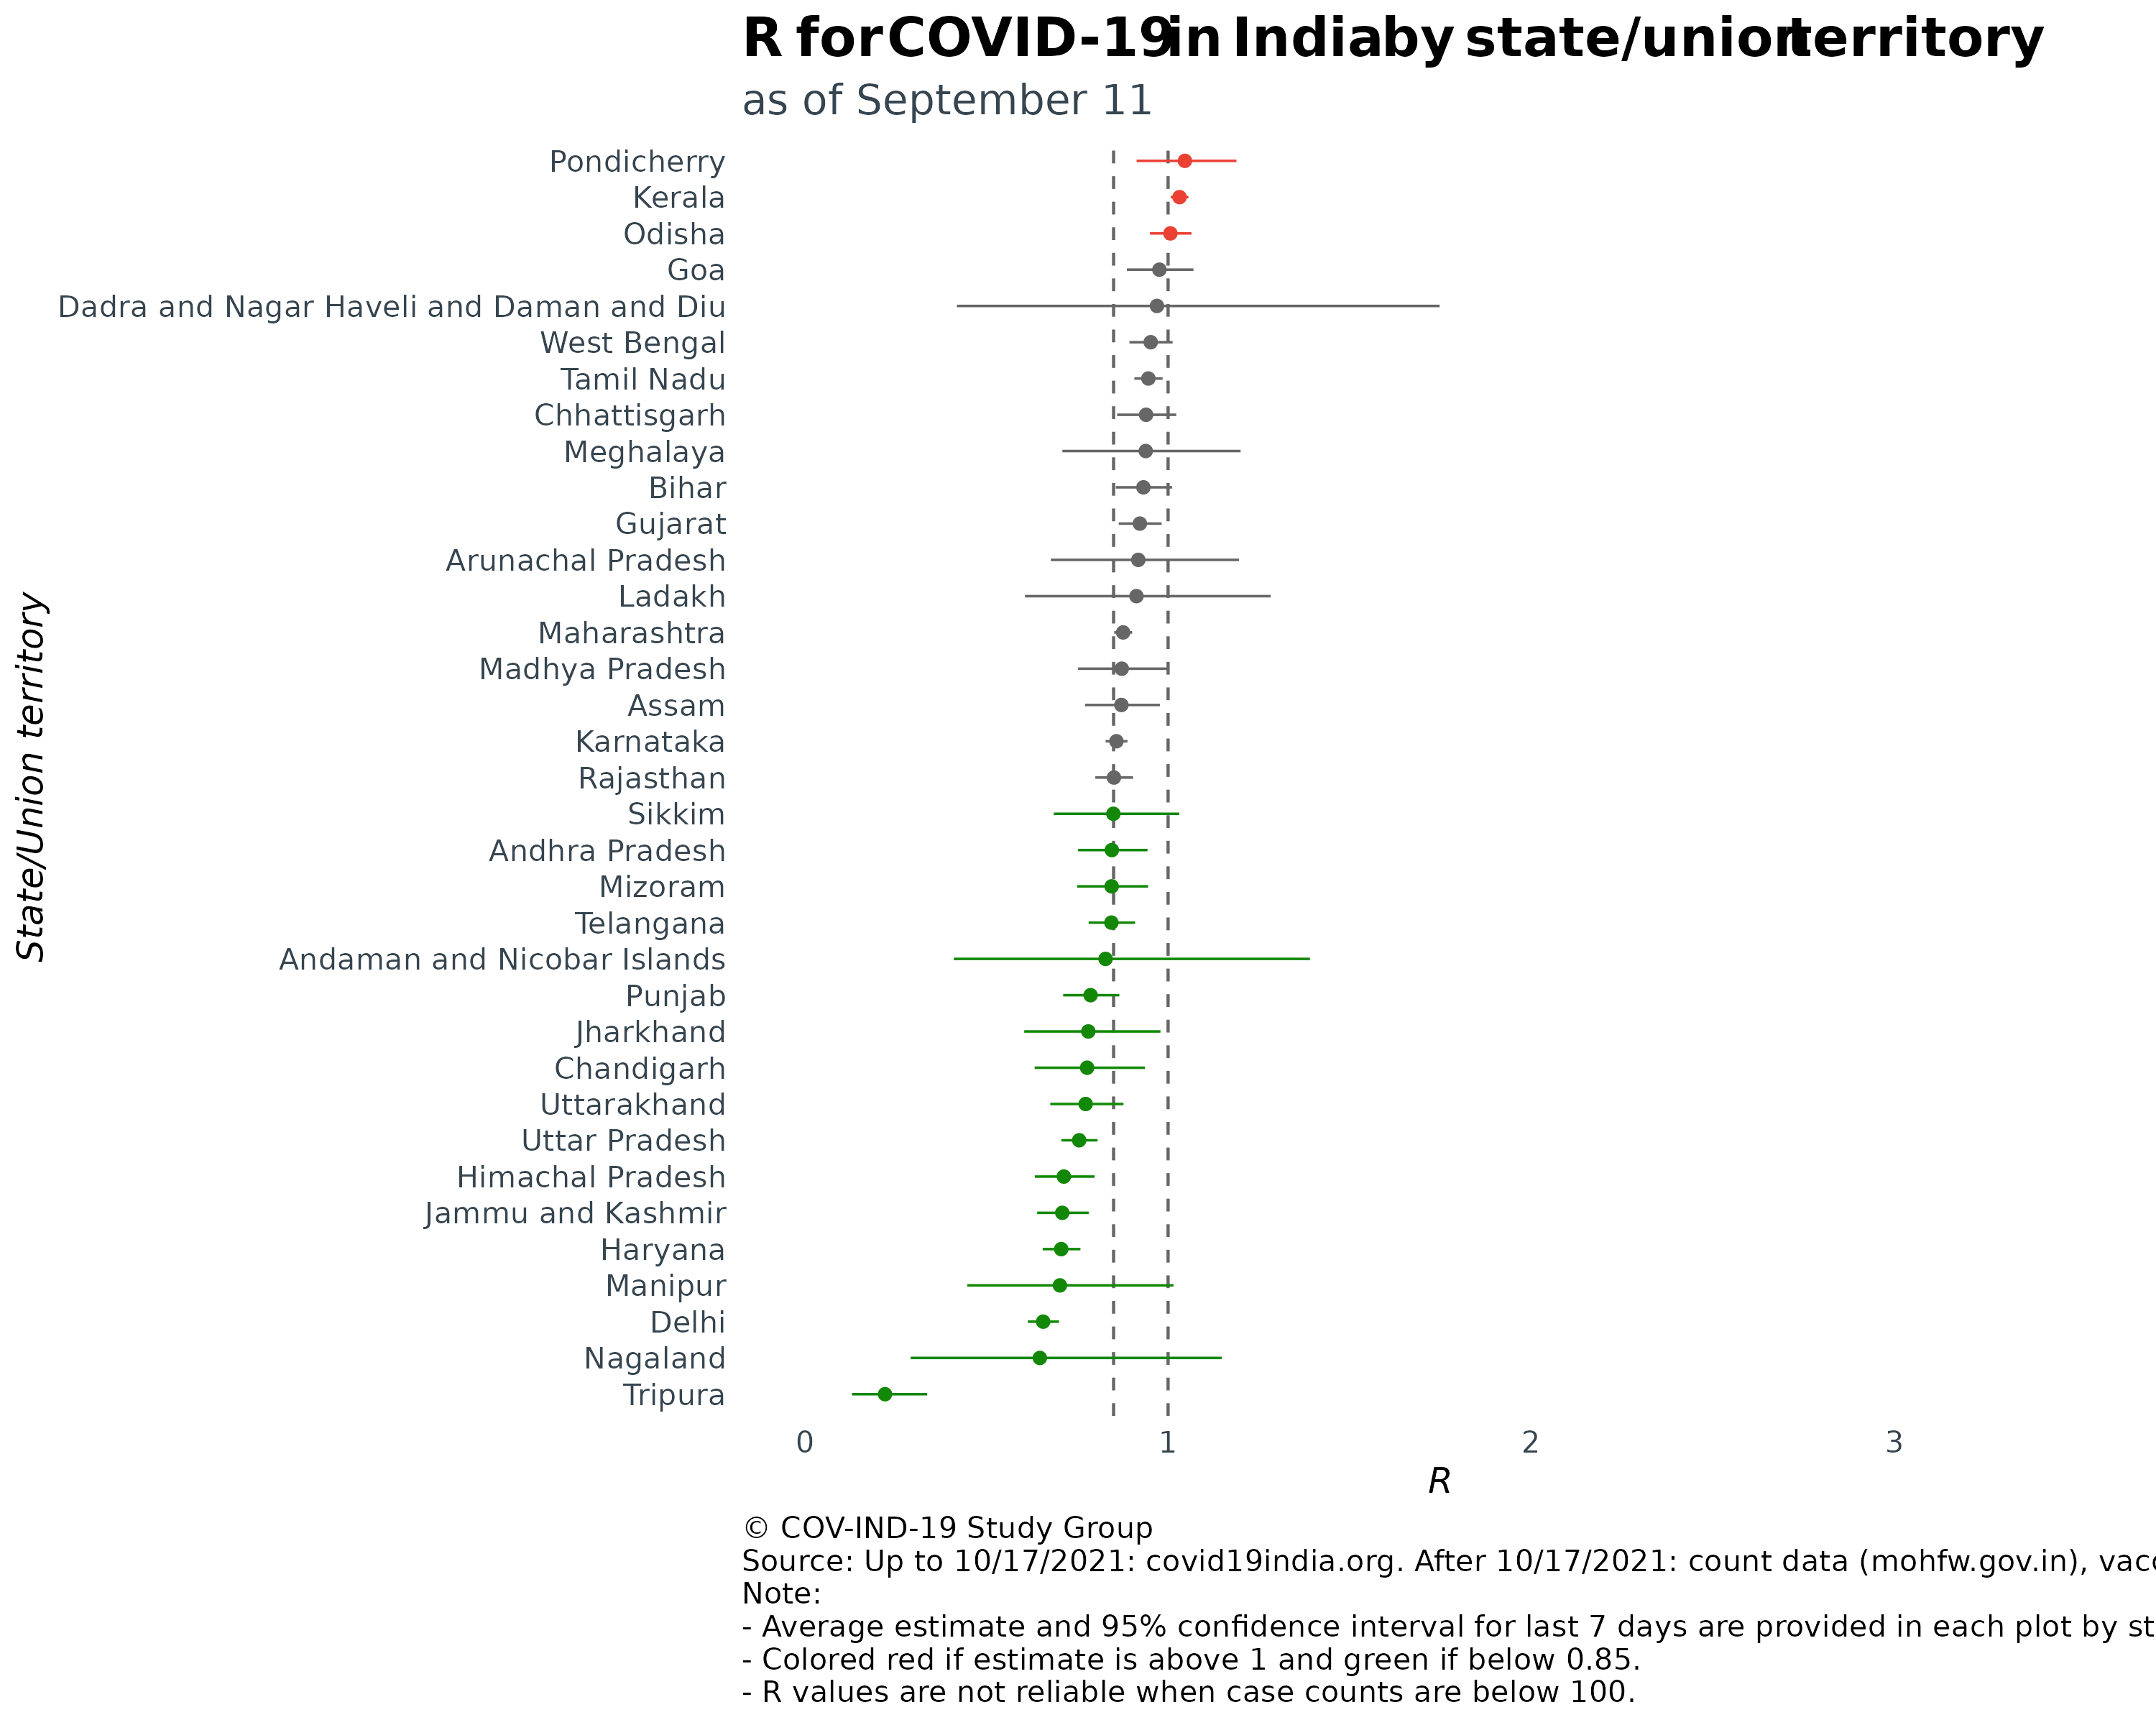 R for COVID-19 in India by state/union territory
as of September 11
Pondicherry
Kerala
Odisha
Goa
Dadra and Nagar Haveli and Daman and Diu
West Bengal
Tamil Nadu
Chhattisgarh
Meghalaya
Bihar
Gujarat
Arunachal Pradesh
Ladakh
Maharashtra
Madhya Pradesh
Assam
Karnataka
Rajasthan
Sikkim
Andhra Pradesh
Mizoram
Telangana
Andaman and Nicobar Islands
Punjab
Jharkhand
Chandigarh
Uttarakhand
Uttar Pradesh
Himachal Pradesh
Jammu and Kashmir
Haryana
Manipur
Delhi
Nagaland
Tripura
State/Union territory
0 1 2 3
R
© COV-IND-19 Study Group
Source: Up to 10/17/2021: covid19india.org. After 10/17/2021: count data (mohfw.gov.in),
Note:
- Average estimate and 95% confidence interval for last 7 days are provided in each plot by
- Colored red if estimate is above 1 and green if below 0.85.
- R values are not reliable when case counts are below 100.